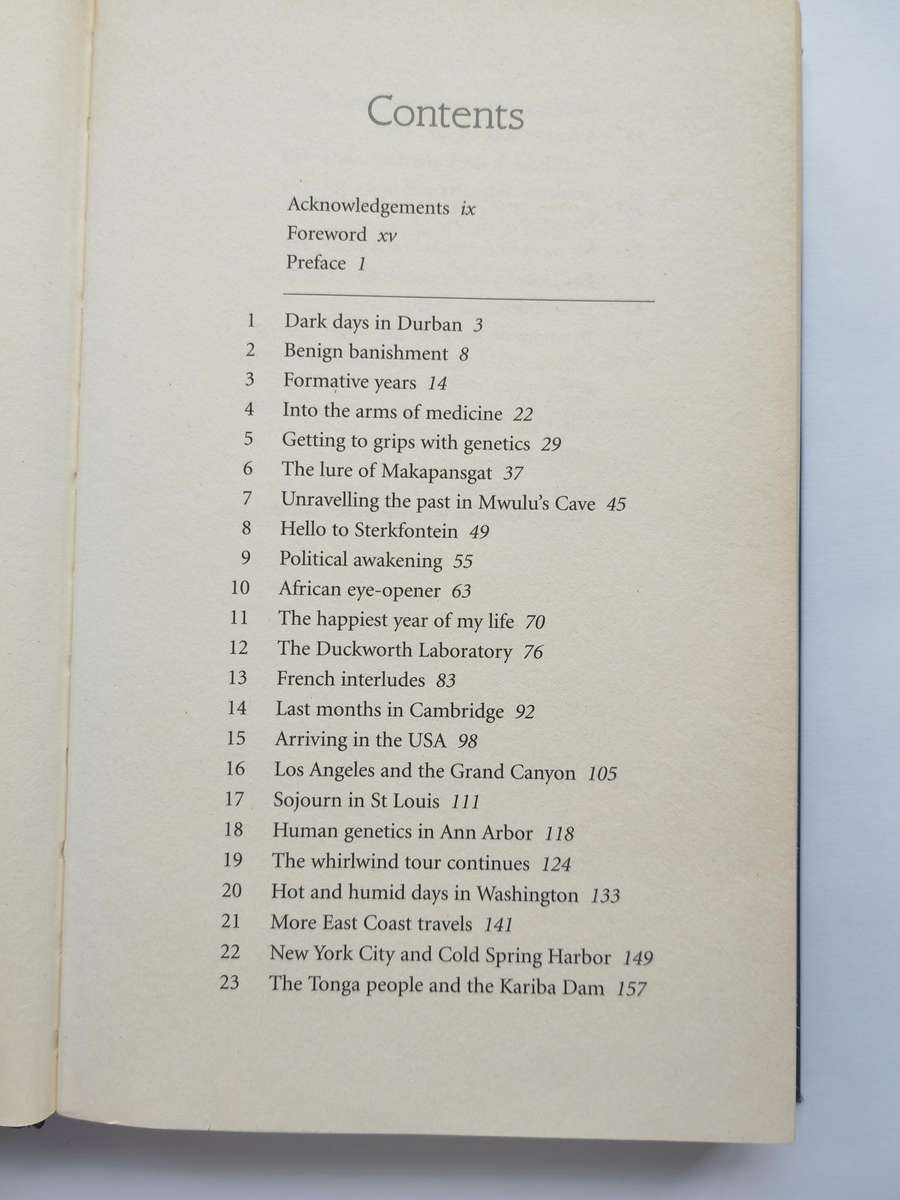 Contents
Acknowledgements ix
Foreword xv
Preface 1
1 Dark days in Durban 3
2 Benign banishment 8
3 Formative years 14
4 Into the arms of medicine 22
5 Getting to grips with genetics 29
6 The lure of Makapansgat 37
7 Unravelling the past in Mwulu's Cave 45
8 Hello to Sterkfontein 49
9 Political awakening 55
10 African eye-opener 63
11 The happiest year of my life 70
12 The Duckworth Laboratory 76
13 French interludes 83
14 Last months in Cambridge 92
15 Arriving in the USA 98
16 Los Angeles and the Grand Canyon 105
17 Sojourn in St Louis 111
18 Human genetics in Ann Arbor 118
19 The whirlwind tour continues 124
20 Hot and humid days in Washington 133
21 More East Coast travels 141
22 New York City and Cold Spring Harbor 149
23 The Tonga people and the Kariba Dam 157